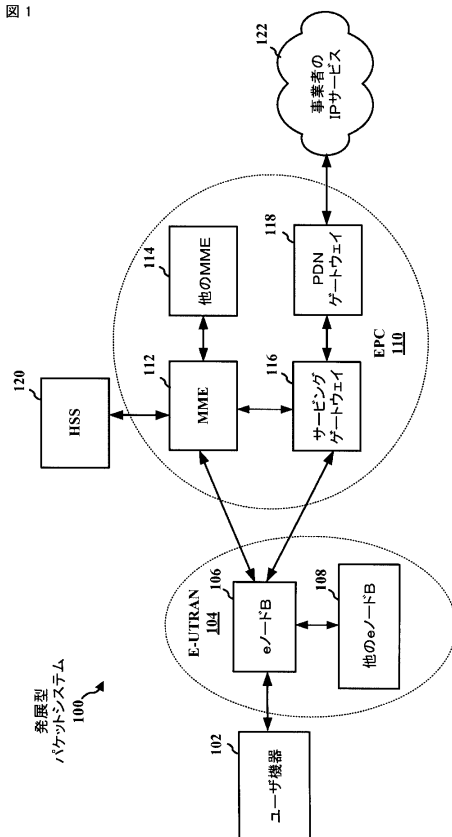 図 1
発展型
パケットシステム
100
ユーザ機器
102
E-UTRAN
104
eノードB
106
他のeノードB
108
HSS
120
MME
112
他のMME
114
サービング
ゲートウェイ
116
PDN
ゲートウェイ
118
EPC
110
事業者の
IPサービス
122